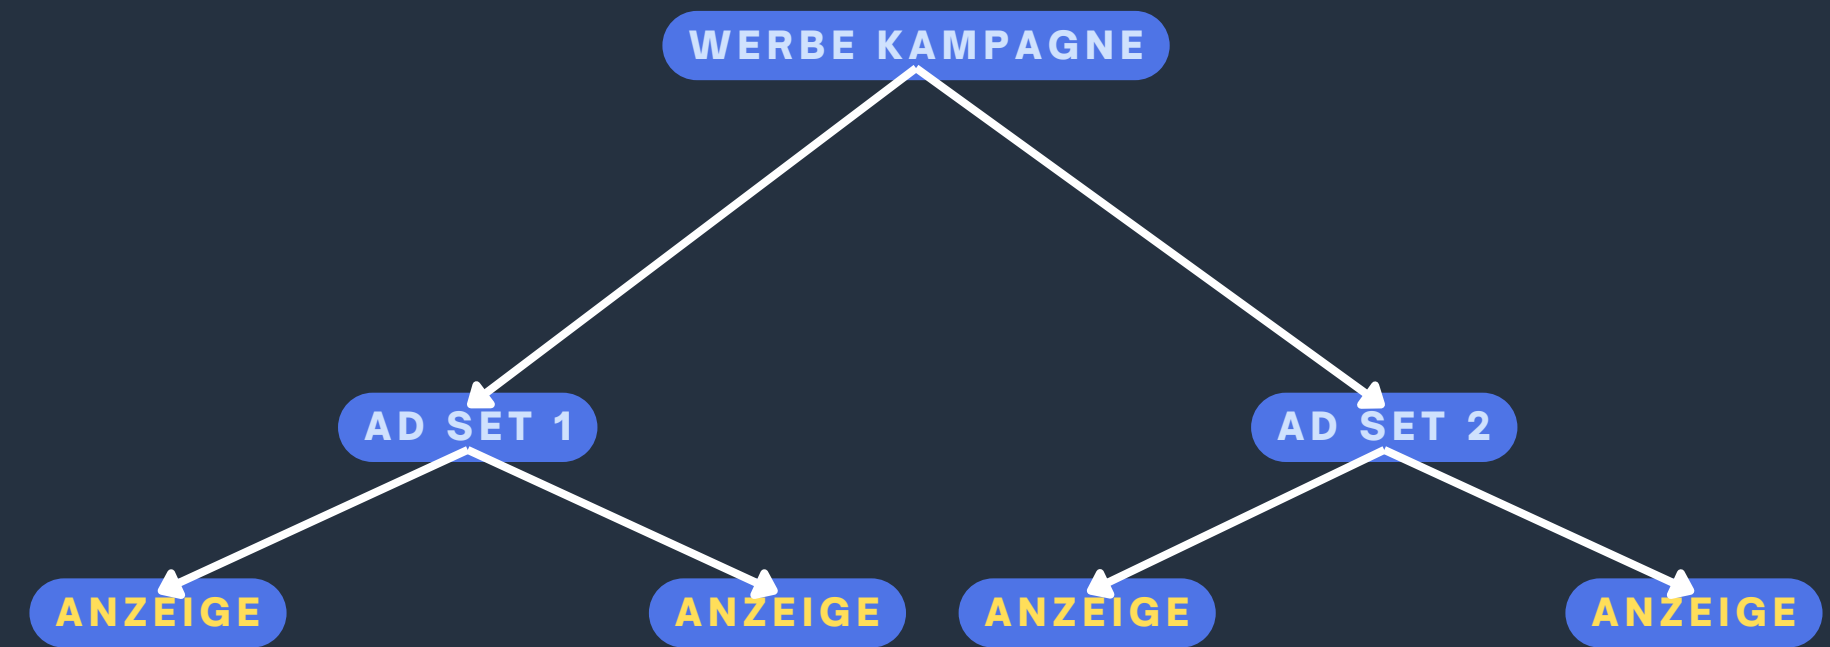 WERBE KAMPAGNE
AD SET 1
AD SET 2
ANZEIGE
ANZEIGE
ANZEIGE
ANZEIGE